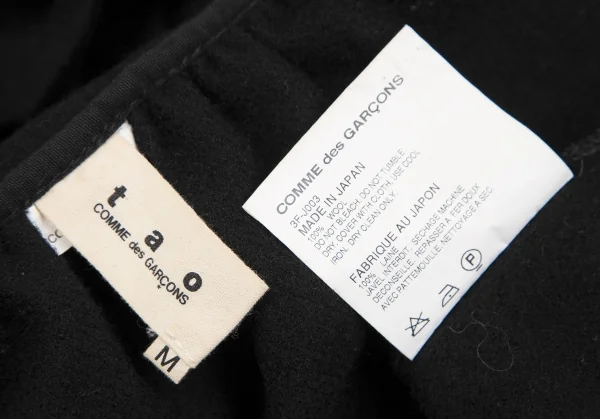 t a o
COMME des GARÇONS
M
COMME des GARÇONS
3F-J003
MADE IN JAPAN
100% WOOL
DO NOT BLEACH. DO NOT TUMBLE
DRY. COVER WITH CLOTH, USE COOL
IRON. DRY CLEAN ONLY
FABRIQUE AU JAPON
100% LAINE
JAVEL INTERDIT. SECHAGE MACHINE
DECONSEILLE. REPASSER A FER DOUX
AVEC PATTEMOUILLE. NETTOYAGE A SEC.
P